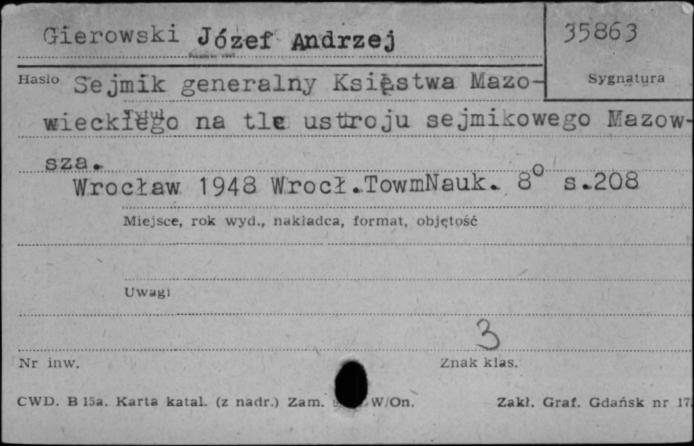 Gierowski Józef Andrzej
35863
Hasło Sejmik generalny Księstwa Mazo-
Sygnatura
wieckiego na tle ustroju sejmikowego Mazow-
sza.
Wrocław 1948 Wrocł.TowmNauk. 8º s.208
Miejsce, rok wyd., nakładca, format, objętość
Uwagi
3
Nr inw.
Znak klas.
CWD. B 15a. Karta katal. (z nadr.) Zam. W/On.
Zakł. Graf. Gdańsk nr 17